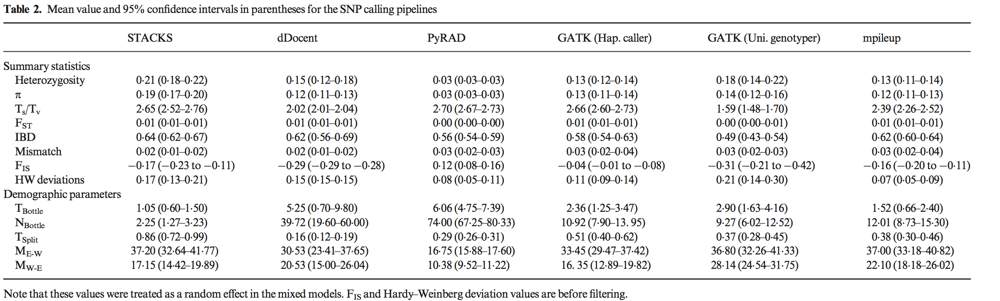 Table 2. Mean value and 95% confidence intervals in parentheses for the SNP calling pipelines
STACKS dDocent PyRAD GATK (Hap. caller) GATK (Uni. genotyper) mpileup
Summary statistics
Heterozygosity 0·21 (0·18–0·22) 0·15 (0·12–0·18) 0·03 (0·03–0·03) 0·13 (0·12–0·14) 0·18 (0·14–0·22) 0·13 (0·11–0·14)
π 0·19 (0·17–0·20) 0·12 (0·11–0·13) 0·03 (0·03–0·03) 0·13 (0·11–0·14) 0·14 (0·12–0·16) 0·12 (0·11–0·13)
Ts/Tv 2·65 (2·52–2·76) 2·02 (2·01–2·04) 2·70 (2·67–2·73) 2·66 (2·60–2·73) 1·59 (1·48–1·70) 2·39 (2·26–2·52)
FST 0·01 (0·01–0·01) 0·01 (0·01–0·01) 0·00 (0·00–0·00) 0·01 (0·01–0·01) 0·00 (0·00–0·01) 0·01 (0·01–0·01)
IBD 0·64 (0·62–0·67) 0·62 (0·56–0·69) 0·56 (0·54–0·59) 0·58 (0·54–0·63) 0·49 (0·43–0·54) 0·62 (0·60–0·64)
Mismatch 0·02 (0·01–0·02) 0·02 (0·01–0·02) 0·03 (0·02–0·03) 0·03 (0·02–0·04) 0·03 (0·02–0·03) 0·03 (0·02–0·04)
FIS −0·17 (−0·23 to −0·11) −0·29 (−0·29 to −0·28) 0·12 (0·08–0·16) −0·04 (−0·01 to −0·08) −0·31 (−0·21 to −0·42) −0·16 (−0·20 to −0·11)
HW deviations 0·17 (0·13–0·21) 0·15 (0·15–0·15) 0·08 (0·05–0·11) 0·11 (0·09–0·14) 0·21 (0·14–0·30) 0·07 (0·05–0·09)
Demographic parameters
TBottle 1·05 (0·60–1·50) 5·25 (0·70–9·80) 6·06 (4·75–7·39) 2·36 (1·25–3·47) 2·90 (1·63–4·16) 1·52 (0·66–2·40)
NBottle 2·25 (1·27–3·23) 39·72 (19·60–60·00) 74·00 (67·25–80·33) 10·92 (7·90–13. 95) 9·27 (6·02–12·52) 12·01 (8·73–15·30)
TSplit 0·86 (0·72–0·99) 0·16 (0·12–0·19) 0·29 (0·26–0·31) 0·51 (0·40–0·62) 0·37 (0·28–0·45) 0·38 (0·30–0·46)
ME-W 37·20 (32·64–41·77) 30·53 (23·41–37·65) 16·75 (15·88–17·60) 33·45 (29·47–37·42) 36·80 (32·26–41·33) 37·00 (33·18–40·82)
MW-E 17·15 (14·42–19·89) 20·53 (15·00–26·04) 10·38 (9·52–11·22) 16. 35 (12·89–19·82) 28·14 (24·54–31·75) 22·10 (18·18–26·02)
Note that these values were treated as a random effect in the mixed models. FIS and Hardy–Weinberg deviation values are before filtering.